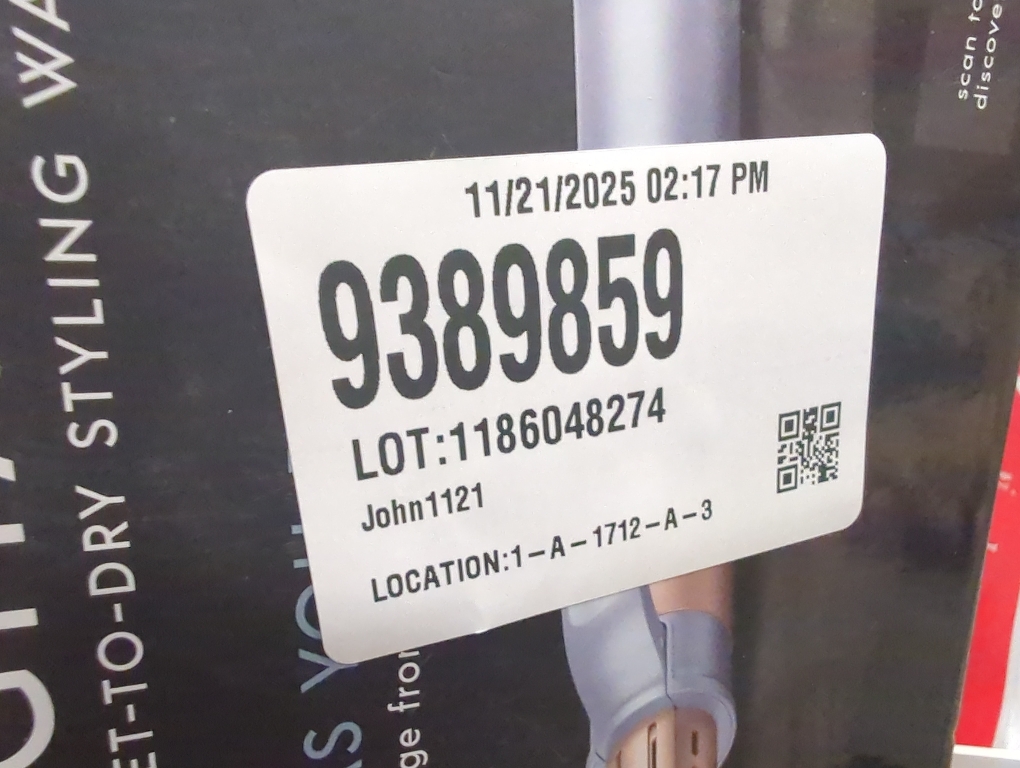 11/21/2025 02:17 PM
9389859
LOT:1186048274
John1121
LOCATION:1-A-1712-A-3
STYLING
ET-TO-DRY
scan to
discove